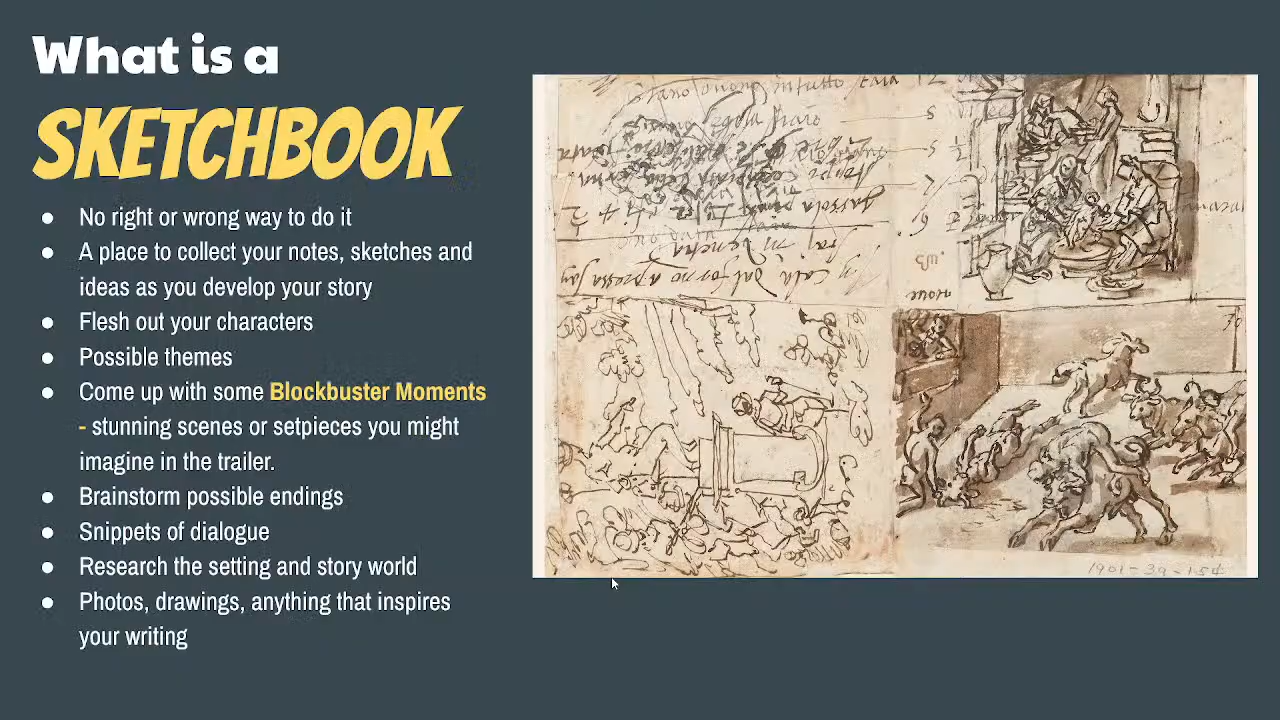 What is a
SKETCHBOOK
● No right or wrong way to do it
● A place to collect your notes, sketches and
ideas as you develop your story
● Flesh out your characters
● Possible themes
● Come up with some Blockbuster Moments
- stunning scenes or setpieces you might
imagine in the trailer.
● Brainstorm possible endings
● Snippets of dialogue
● Research the setting and story world
● Photos, drawings, anything that inspires
your writing
1901-39-154